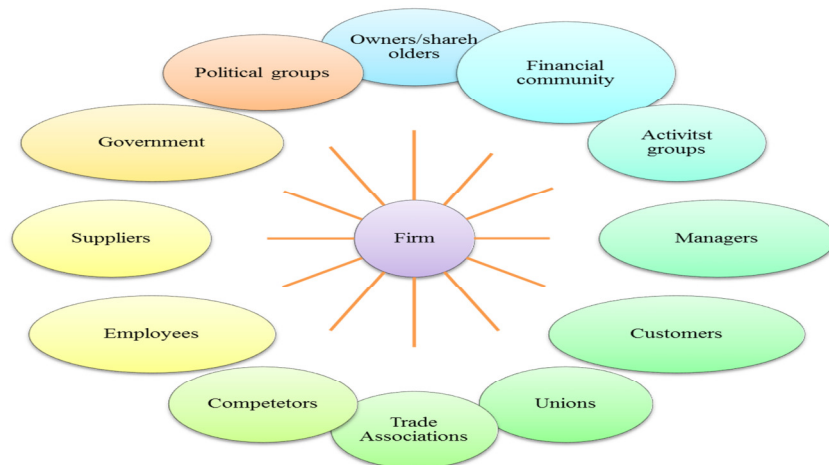 Owners/shareh
olders
Political groups
Financial
community
Government
Activitst
groups
Suppliers
Firm
Managers
Employees
Customers
Competetors
Trade
Associations
Unions